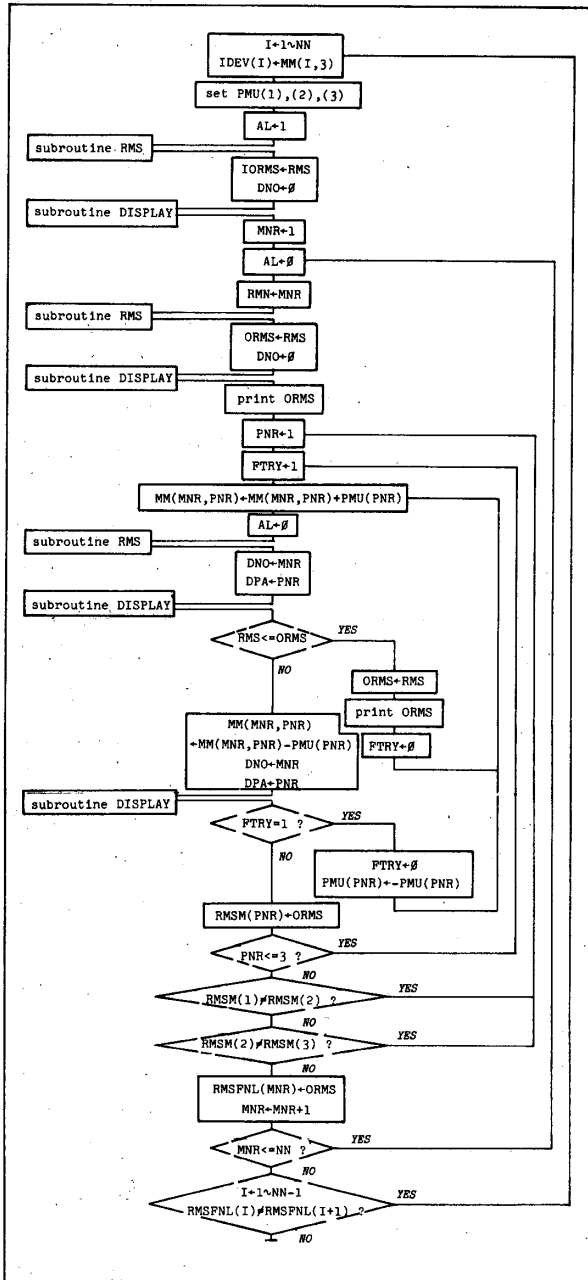 I←1~NN
IDEV(I)←MM(I,3)
set PMU(1),(2),(3)
AL←1
subroutine RMS
IORMS←RMS
DNO←Ø
subroutine DISPLAY
MNR←1
AL←Ø
RMN←MNR
subroutine RMS
ORMS←RMS
DNO←Ø
subroutine DISPLAY
print ORMS
PNR←1
FTRY←1
MM(MNR,PNR)←MM(MNR,PNR)+PMU(PNR)
AL←Ø
subroutine RMS
DNO←MNR
DPA←PNR
subroutine DISPLAY
RMS<=ORMS
YES
NO
ORMS←RMS
print ORMS
FTRY←Ø
MM(MNR,PNR)
←MM(MNR,PNR)-PMU(PNR)
DNO←MNR
DPA←PNR
subroutine DISPLAY
FTRY=1 ?
YES
NO
FTRY←Ø
PMU(PNR)←-PMU(PNR)
RMSM(PNR)←ORMS
PNR<=3 ?
YES
NO
RMSM(1)≠RMSM(2) ?
YES
NO
RMSM(2)≠RMSM(3) ?
YES
NO
RMSFNL(MNR)←ORMS
MNR←MNR+1
MNR<=NN ?
YES
NO
I←1~NN-1
RMSFNL(I)≠RMSFNL(I+1) ?
YES
NO